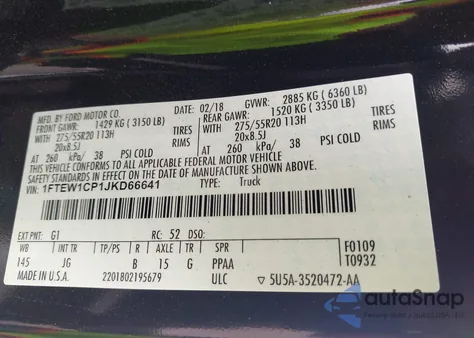 MFD. BY FORD MOTOR CO.
02/18 GVWR: 2885 KG (6360 LB)
FRONT GAWR: 1429 KG (3150 LB) REAR GAWR: 1520 KG (3350 LB)
275/55R20 113H TIRES 275/55R20 113H TIRES
20x8.5J RIMS 20x8.5J RIMS
AT 260 kPa/ 38 PSI COLD AT 260 kPa/ 38 PSI COLD
THIS VEHICLE CONFORMS TO ALL APPLICABLE FEDERAL MOTOR VEHICLE
SAFETY STANDARDS IN EFFECT ON THE DATE OF MANUFACTURE SHOWN ABOVE.
1FTEW1CP1JKD66641 TYPE: Truck
EXT PNT: G1 RC: 52 DSO:
WB INT TR TP/PS R AXLE TR SPR F0109
145 JG B 15 G PPAA T0932
MADE IN U.S.A. 2201802195679 ULC 5U5A-3520472-AA
autoSnap